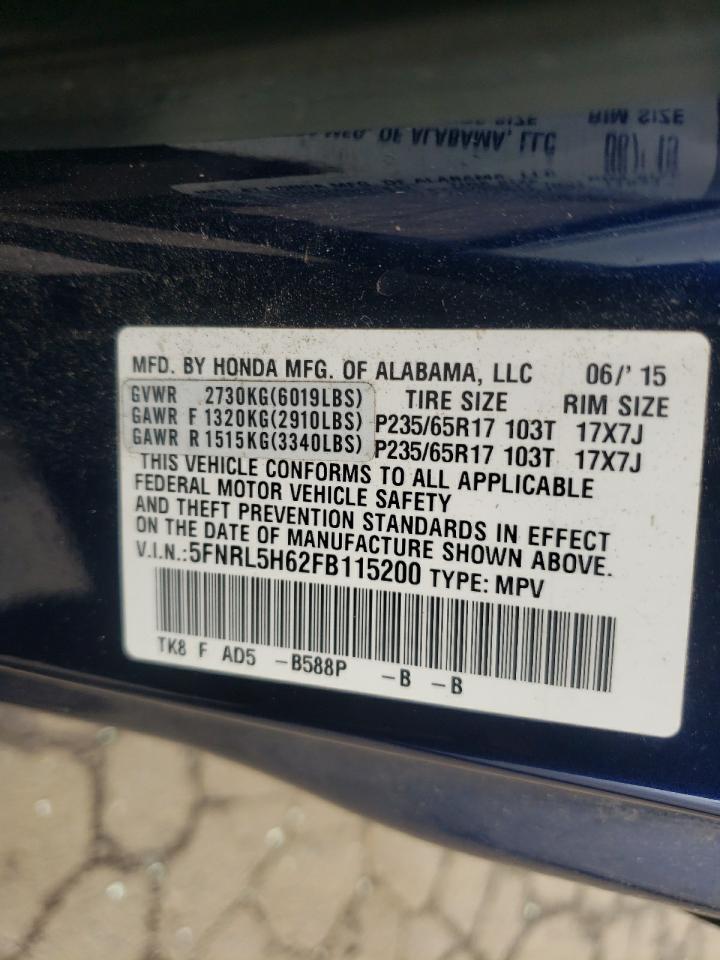 MFD. BY HONDA MFG. OF ALABAMA, LLC 06/' 15
GVWR 2730KG(6019LBS) TIRE SIZE RIM SIZE
GAWR F 1320KG(2910LBS) P235/65R17 103T 17X7J
GAWR R 1515KG(3340LBS) P235/65R17 103T 17X7J
THIS VEHICLE CONFORMS TO ALL APPLICABLE
FEDERAL MOTOR VEHICLE SAFETY
AND THEFT PREVENTION STANDARDS IN EFFECT
ON THE DATE OF MANUFACTURE SHOWN ABOVE.
V.I.N.:5FNRL5H62FB115200 TYPE: MPV
TK8 F AD5 -B588P -B -B